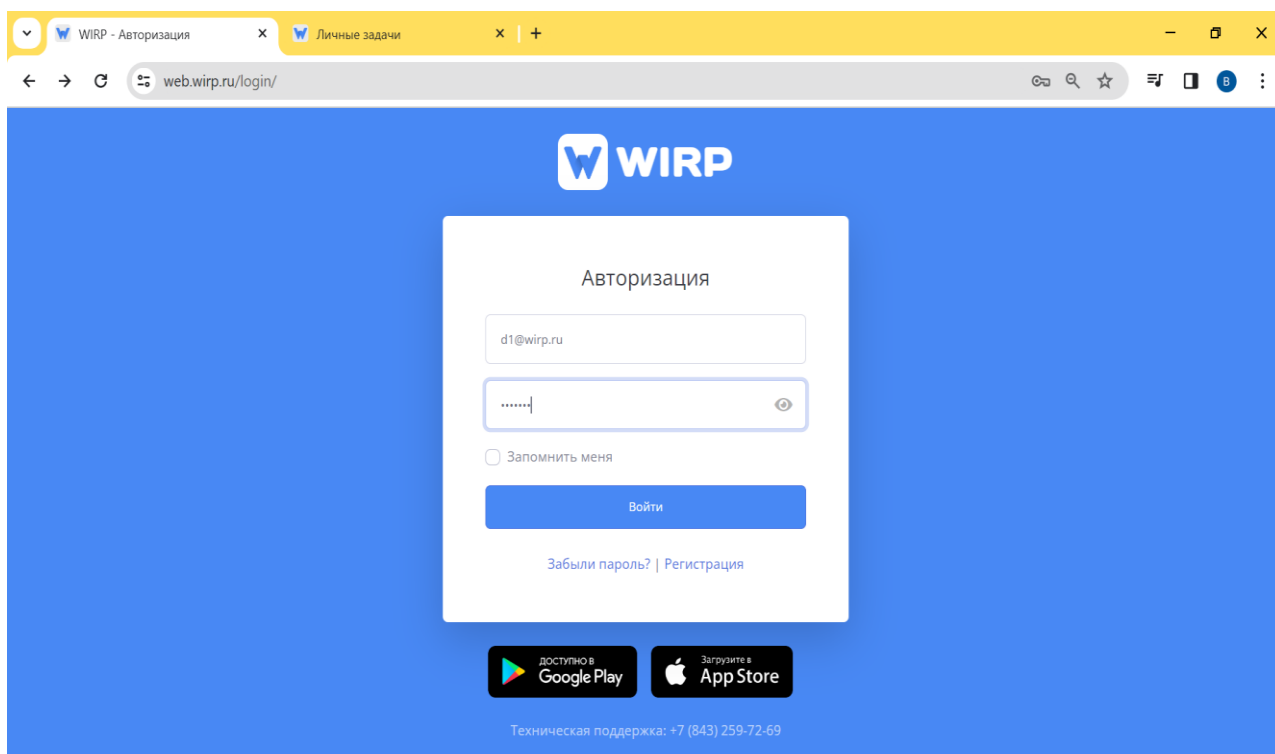 WIRP - Авторизация
Личные задачи
web.wirp.ru/login/
B
WIRP
Авторизация
d1@wirp.ru
•••••••
Запомнить меня
Войти
Забыли пароль? | Регистрация
ДОСТУПНО В
Google Play
Загрузите в
App Store
Техническая поддержка: +7 (843) 259-72-69